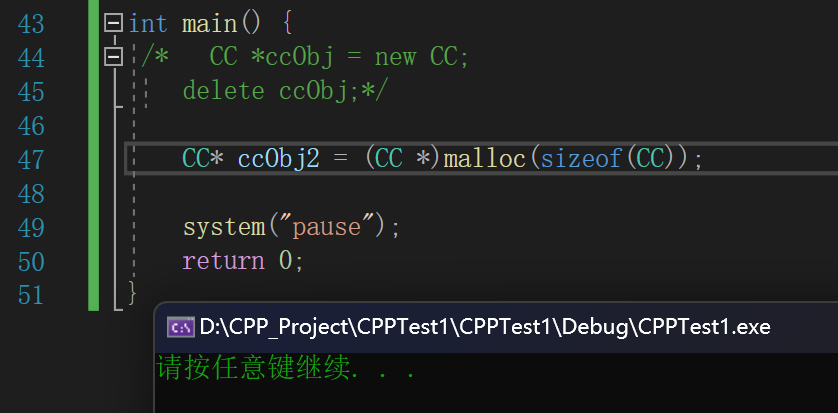 43 int main() {
44 /* CC *ccObj = new CC;
45 delete ccObj;*/
46
47 CC* ccObj2 = (CC *)malloc(sizeof(CC));
48
49 system("pause");
50 return 0;
51 }
D:\CPP_Project\CPPTest1\CPPTest1\Debug\CPPTest1.exe
请按任意键继续. . .